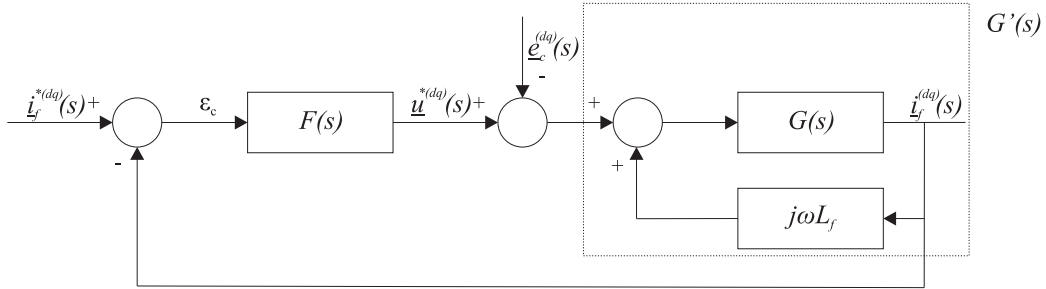 G'(s)
e_c^(dq)(s)
-
i_f^*(dq)(s) +
ε_c
F(s)
u^*(dq)(s) +
+
G(s)
i_f^(dq)(s)
-
+
jωL_f